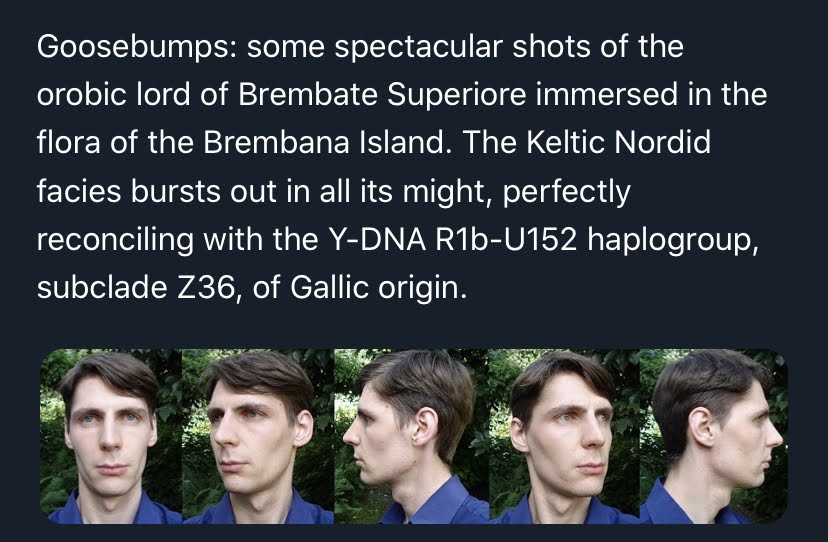 Goosebumps: some spectacular shots of the
orobic lord of Brembate Superiore immersed in the
flora of the Brembana Island. The Keltic Nordid
facies bursts out in all its might, perfectly
reconciling with the Y-DNA R1b-U152 haplogroup,
subclade Z36, of Gallic origin.